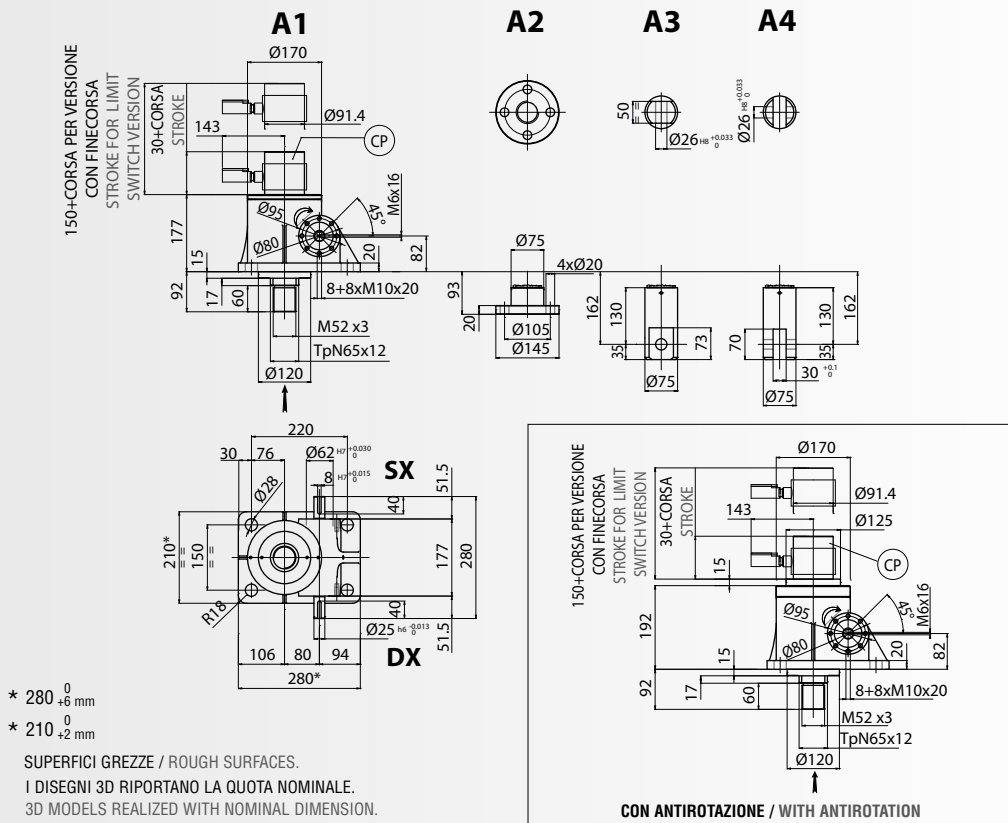 A1
A2
A3
A4
150+CORSA PER VERSIONE
CON FINECORSA
STROKE FOR LIMIT
SWITCH VERSION
30+CORSA
STROKE
Ø170
Ø91.4
143
CP
177
Ø95
Ø80
45°
M6x16
82
20
15
92
17
60
8+8xM10x20
M52 x3
TpN65x12
Ø120
Ø75
4xØ20
93
20
Ø105
Ø145
50
=
=
Ø26 H8 +0.033 0
162
130
35
73
Ø75
Ø26 H8 +0.033 0
70
130
35
162
30 +0.1 0
Ø75
220
30
76
Ø62 H7 +0.030 0
SX
8 H7 +0.015 0
Ø28
40
51.5
210*
=
=
150
177
280
R18
40
51.5
Ø25 h6 -0.013 0
DX
106
80
94
280*
* 280 0 +6 mm
* 210 0 +2 mm
SUPERFICI GREZZE / ROUGH SURFACES.
I DISEGNI 3D RIPORTANO LA QUOTA NOMINALE.
3D MODELS REALIZED WITH NOMINAL DIMENSION.
150+CORSA PER VERSIONE
CON FINECORSA
STROKE FOR LIMIT
SWITCH VERSION
30+CORSA
STROKE
Ø170
Ø91.4
143
Ø125
15
CP
192
Ø95
Ø80
45°
M6x16
82
20
15
92
17
60
8+8xM10x20
M52 x3
TpN65x12
Ø120
CON ANTIROTAZIONE / WITH ANTIROTATION